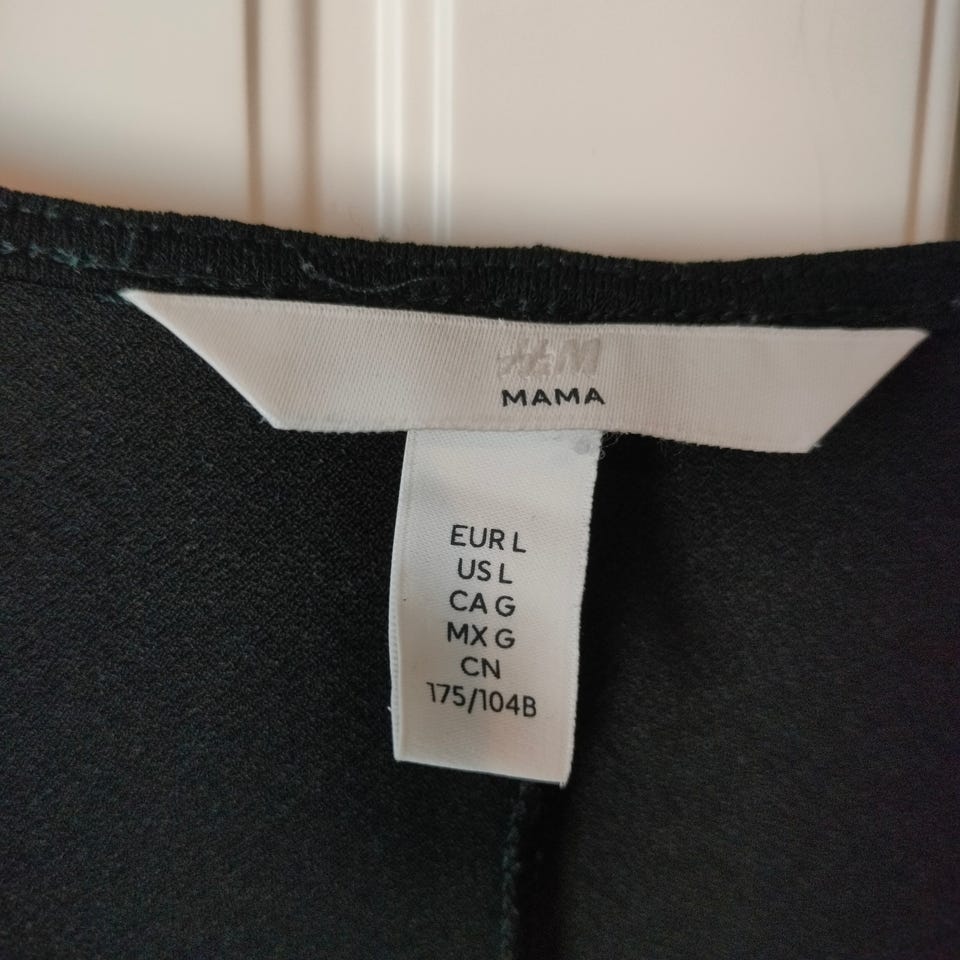 H&M
MAMA
EUR L
US L
CA G
MX G
CN
175/104B